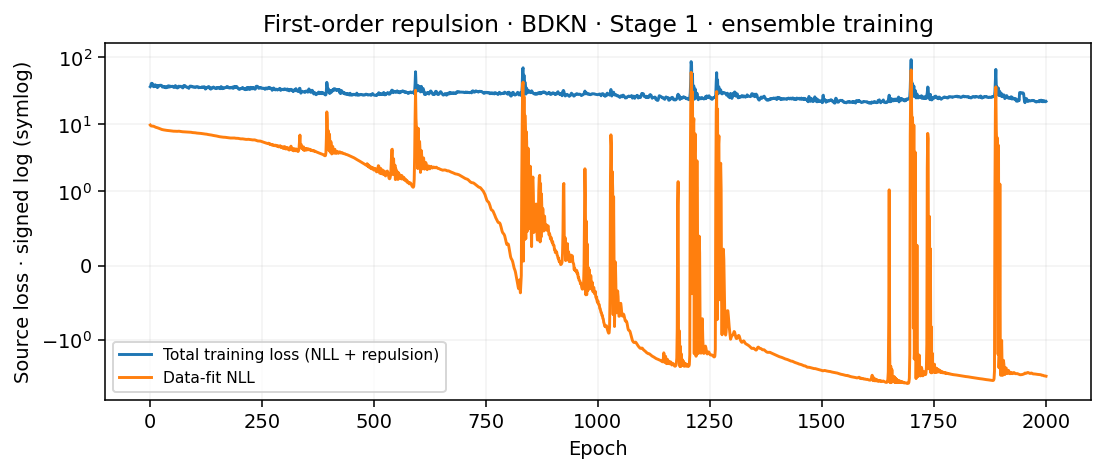 First-order repulsion · BDKN · Stage 1 · ensemble training
Source loss · signed log (symlog)
10²
10¹
10⁰
0
−10⁰
Total training loss (NLL + repulsion)
Data-fit NLL
0 250 500 750 1000 1250 1500 1750 2000
Epoch